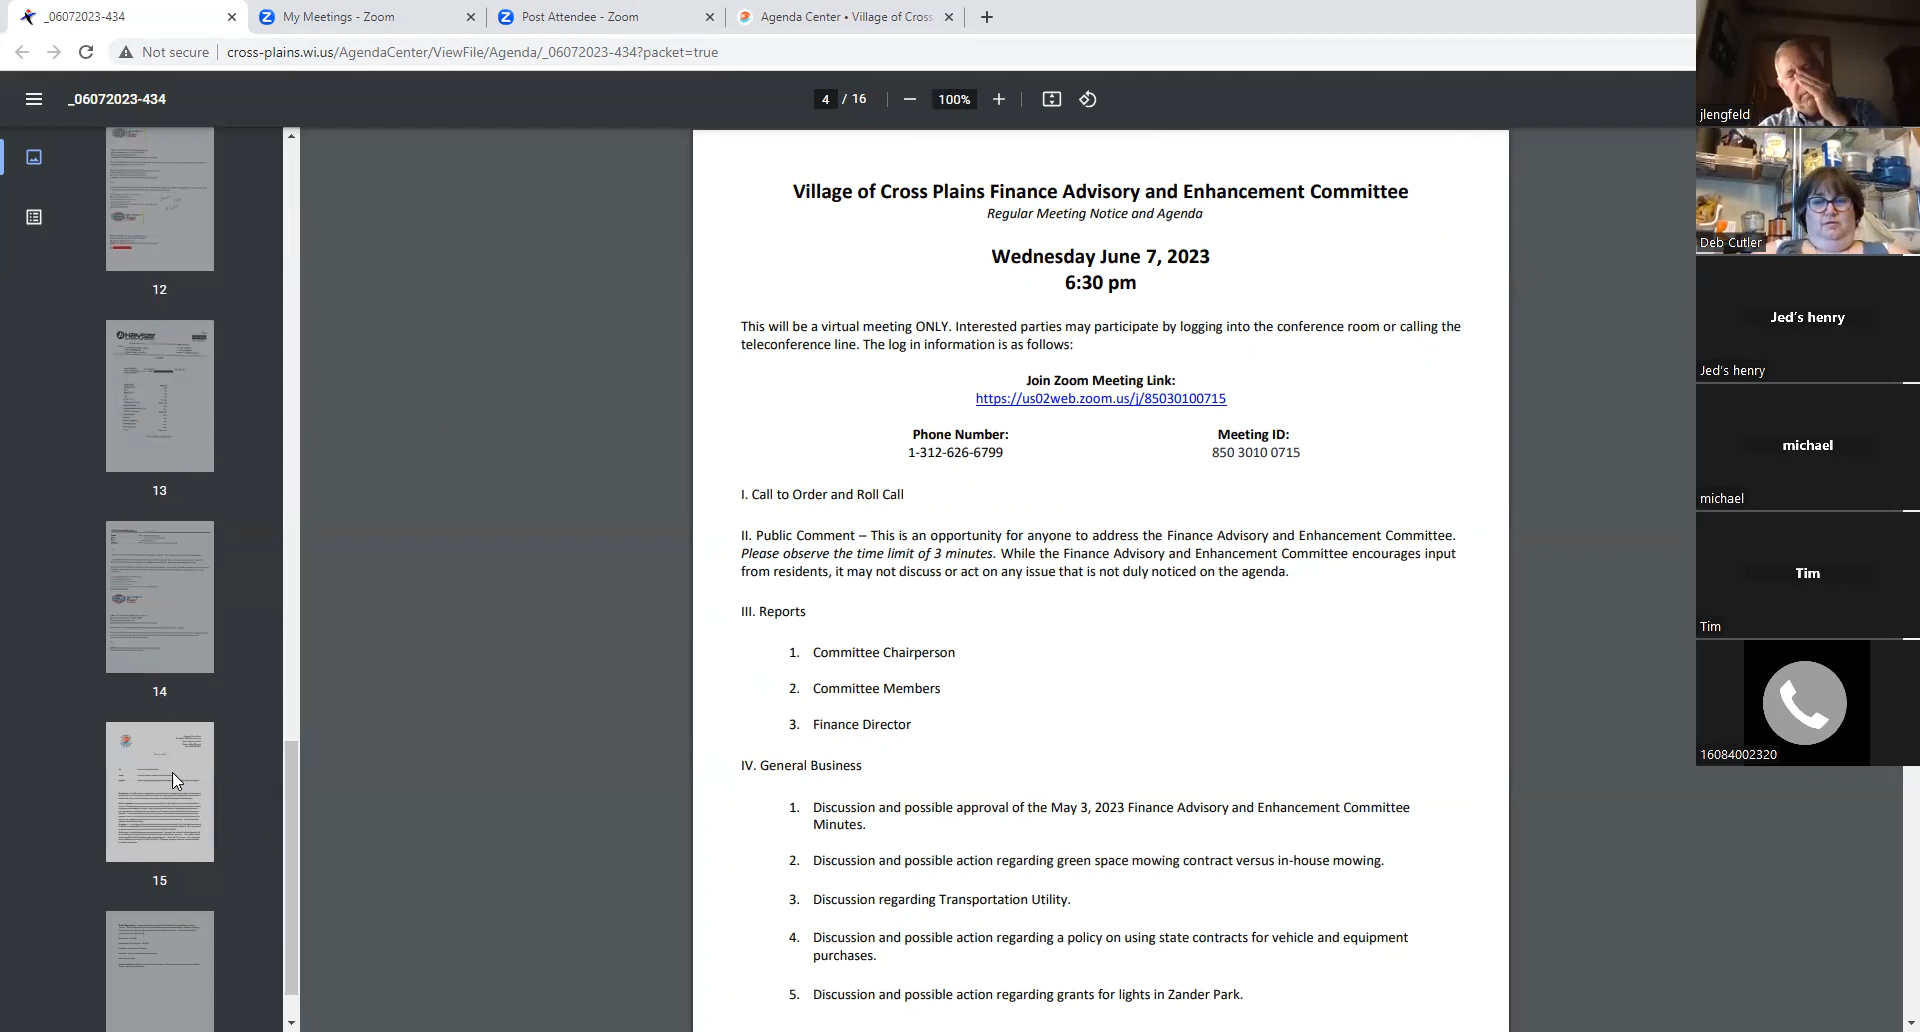 _06072023-434
My Meetings - Zoom
Post Attendee - Zoom
Agenda Center • Village of Cross
Not secure
cross-plains.wi.us/AgendaCenter/ViewFile/Agenda/_06072023-434?packet=true
_06072023-434
4 / 16
100%
12
13
14
15
Village of Cross Plains Finance Advisory and Enhancement Committee
Regular Meeting Notice and Agenda
Wednesday June 7, 2023
6:30 pm
This will be a virtual meeting ONLY. Interested parties may participate by logging into the conference room or calling the
teleconference line. The log in information is as follows:
Join Zoom Meeting Link:
https://us02web.zoom.us/j/85030100715
Phone Number: Meeting ID:
1-312-626-6799 850 3010 0715
I. Call to Order and Roll Call
II. Public Comment – This is an opportunity for anyone to address the Finance Advisory and Enhancement Committee.
Please observe the time limit of 3 minutes. While the Finance Advisory and Enhancement Committee encourages input
from residents, it may not discuss or act on any issue that is not duly noticed on the agenda.
III. Reports
1. Committee Chairperson
2. Committee Members
3. Finance Director
IV. General Business
1. Discussion and possible approval of the May 3, 2023 Finance Advisory and Enhancement Committee
Minutes.
2. Discussion and possible action regarding green space mowing contract versus in-house mowing.
3. Discussion regarding Transportation Utility.
4. Discussion and possible action regarding a policy on using state contracts for vehicle and equipment
purchases.
5. Discussion and possible action regarding grants for lights in Zander Park.
jlengfeld
Deb Cutler
Jed's henry
Jed's henry
michael
michael
Tim
Tim
16084002320